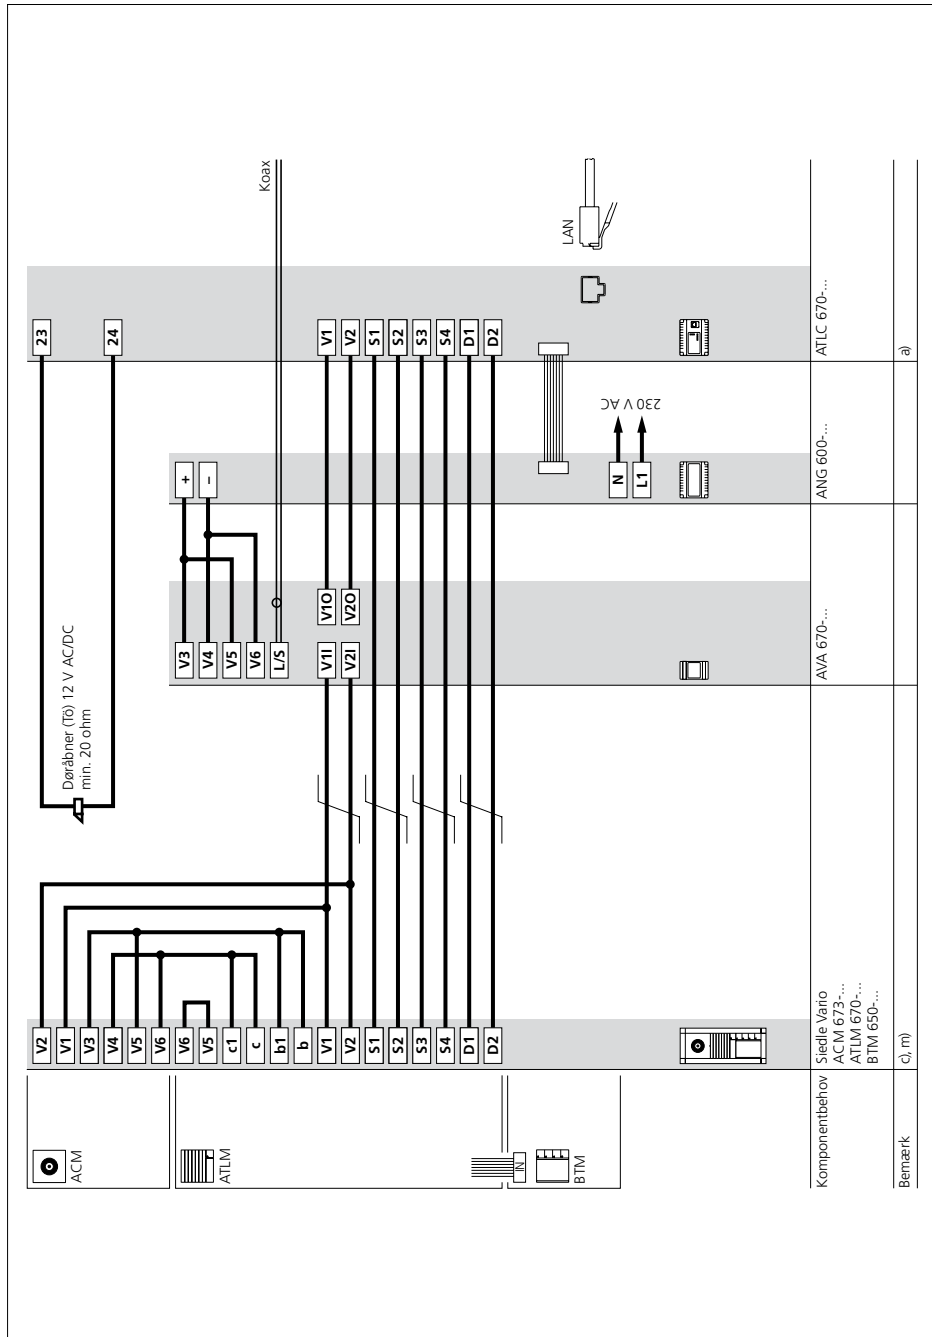 V2 23
V1
Døråbner (Tö) 12 V AC/DC
min. 20 ohm
ACM
V3
V4 24
V5
V6
V6 V3 +
V5 V4 –
ATLM
c1 V5
c V6
b1 L/S Koax
b
V1 V1I V1O V1
V2 V2I V2O V2
S1 S1
S2 S2
S3 S3
S4 S4
D1 D1
D2 D2
IN
BTM
LAN
N
L1
230 V AC
Komponentbehov
Siedle Vario
ACM 673-...
ATLM 670-...
BTM 650-...
AVA 670-...
ANG 600-...
ATLC 670-...
Bemærk c), m) a)